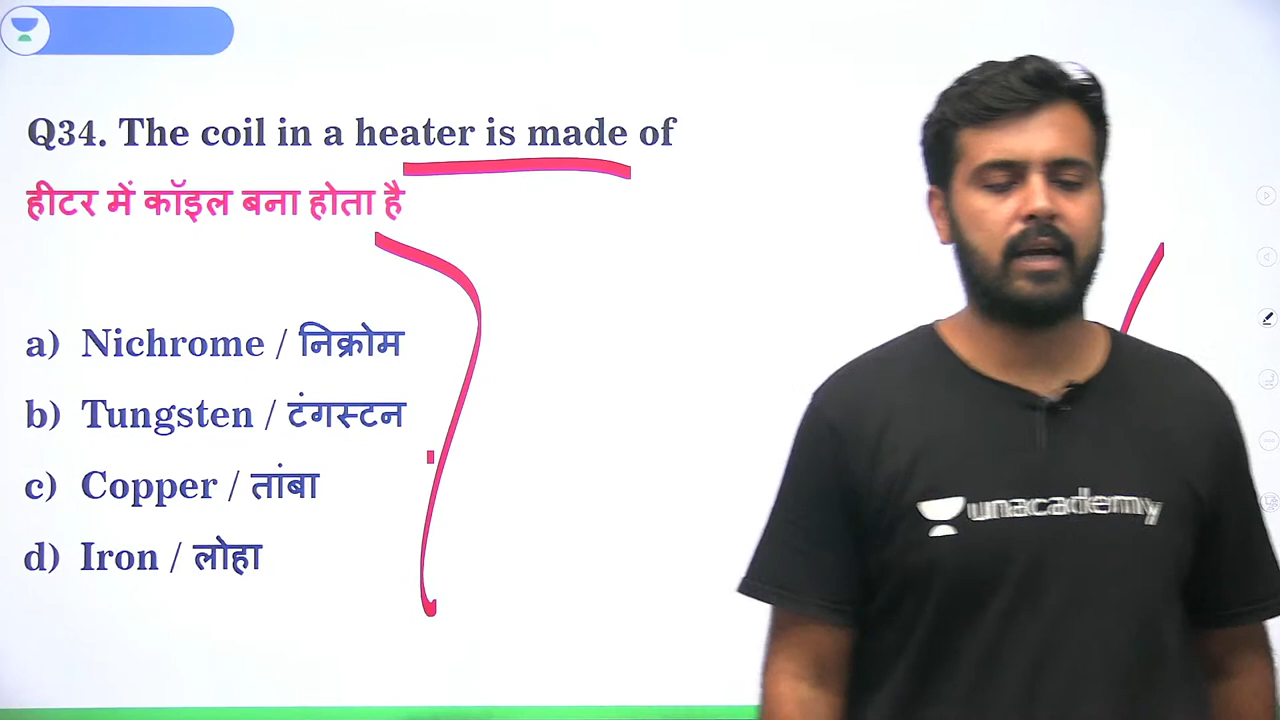 Q34. The coil in a heater is made of
हीटर में कॉइल बना होता है
a) Nichrome / निक्रोम
b) Tungsten / टंगस्टन
c) Copper / तांबा
d) Iron / लोहा
unacademy